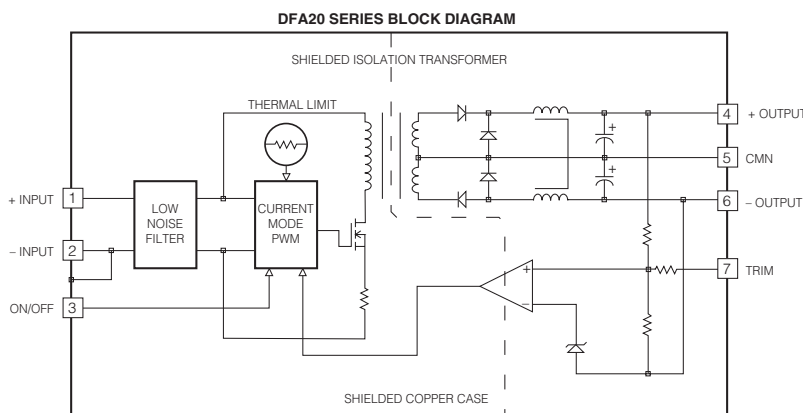 DFA20 SERIES BLOCK DIAGRAM
SHIELDED ISOLATION TRANSFORMER
THERMAL LIMIT
+
4
+ OUTPUT
5
CMN
+
6
– OUTPUT
+ INPUT
1
LOW
NOISE
FILTER
CURRENT
MODE
PWM
– INPUT
2
7
TRIM
+
–
ON/OFF
3
SHIELDED COPPER CASE